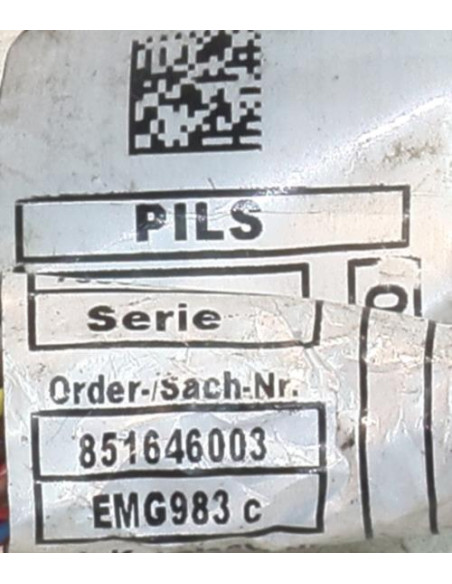 PILS
Serie
Order-/Sach-Nr.
851646003
EMG983 c